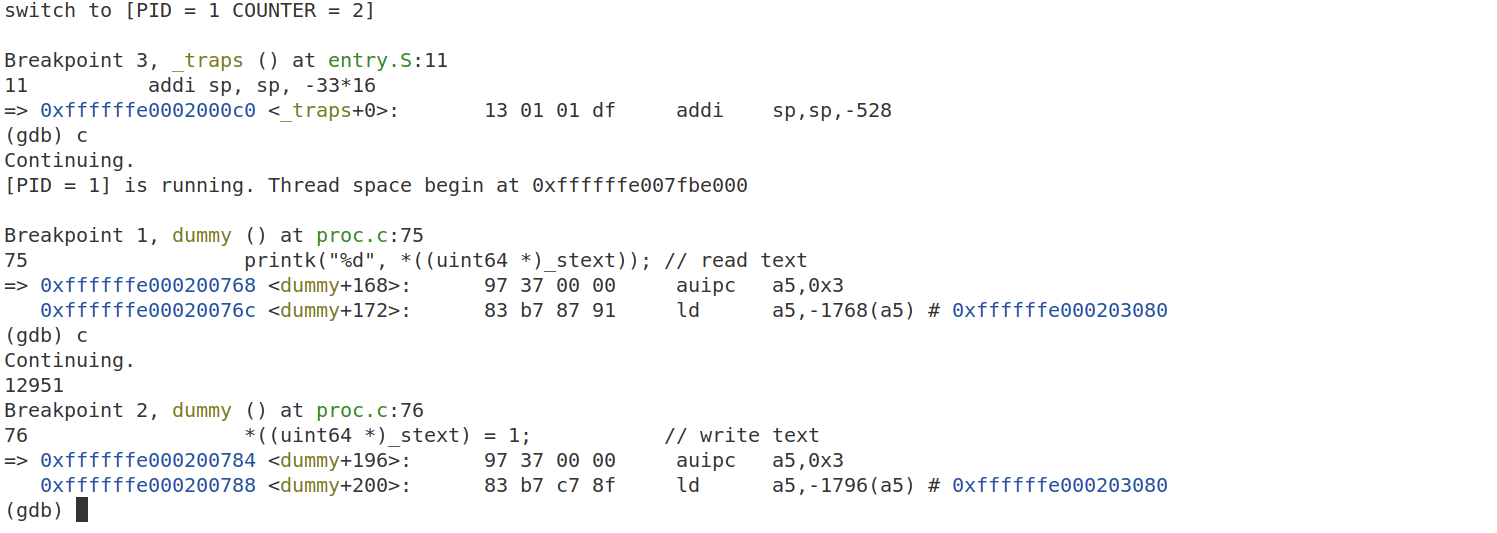 switch to [PID = 1 COUNTER = 2]
Breakpoint 3, _traps () at entry.S:11
11          addi sp, sp, -33*16
=> 0xffffffe0002000c0 <_traps+0>:       13 01 01 df     addi    sp,sp,-528
(gdb) c
Continuing.
[PID = 1] is running. Thread space begin at 0xffffffe007fbe000
Breakpoint 1, dummy () at proc.c:75
75                  printk("%d", *((uint64 *)_stext)); // read text
=> 0xffffffe000200768 <dummy+168>:      97 37 00 00     auipc   a5,0x3
   0xffffffe00020076c <dummy+172>:      83 b7 87 91     ld      a5,-1768(a5) # 0xffffffe000203080
(gdb) c
Continuing.
12951
Breakpoint 2, dummy () at proc.c:76
76                  *((uint64 *)_stext) = 1;           // write text
=> 0xffffffe000200784 <dummy+196>:      97 37 00 00     auipc   a5,0x3
   0xffffffe000200788 <dummy+200>:      83 b7 c7 8f     ld      a5,-1796(a5) # 0xffffffe000203080
(gdb)